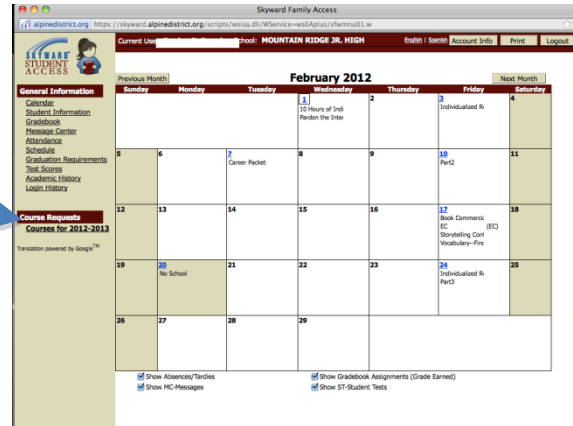 Skyward Family Access
alpinedistrict.org https://skyward.alpinedistrict.org/scripts/wsisa.dll/WService=wsEAplus/sfwmnu01.w
Current Use School: MOUNTAIN RIDGE JR. HIGH English | Spanish Account Info Print Logout
SKYWARD®
STUDENT
ACCESS
Previous Month February 2012 Next Month
Sunday Monday Tuesday Wednesday Thursday Friday Saturday
General Information
Calendar
Student Information
Gradebook
Message Center
Attendance
Schedule
Graduation Requirements
Test Scores
Academic History
Login History
Course Requests
Courses for 2012-2013
Translation powered by Google™
1 2 3 4
10 Hours of Indi
Pardon the Inte
Individualized R
5 6 7 8 9 10 11
Career Packet
Part2
12 13 14 15 16 17 18
Book Commercia
EC (EC)
Storytelling Cont
Vocabulary--Firs
19 20 21 22 23 24 25
No School
Individualized R
Part3
26 27 28 29
Show Absences/Tardies Show Gradebook Assignments (Grade Earned)
Show MC-Messages Show ST-Student Tests